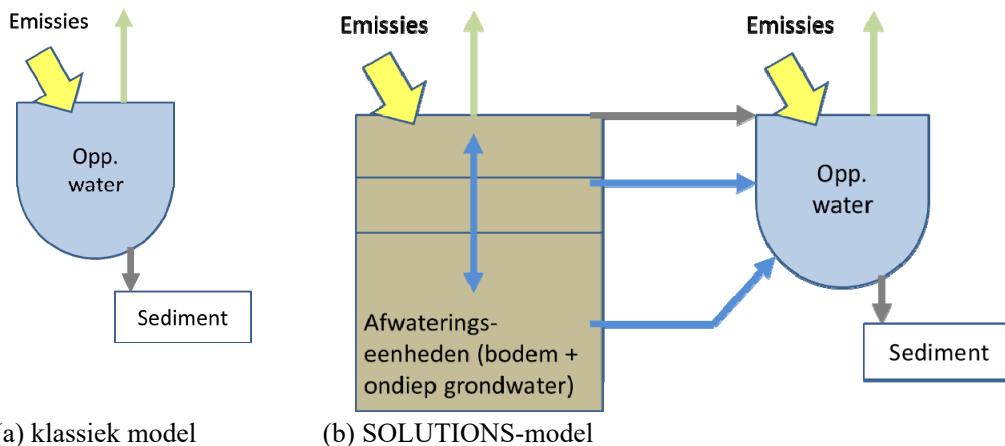 Emissies
Opp.
water
Sediment
Emissies
Afwaterings-
eenheden (bodem +
ondiep grondwater)
Emissies
Opp.
water
Sediment
(a) klassiek model
(b) SOLUTIONS-model